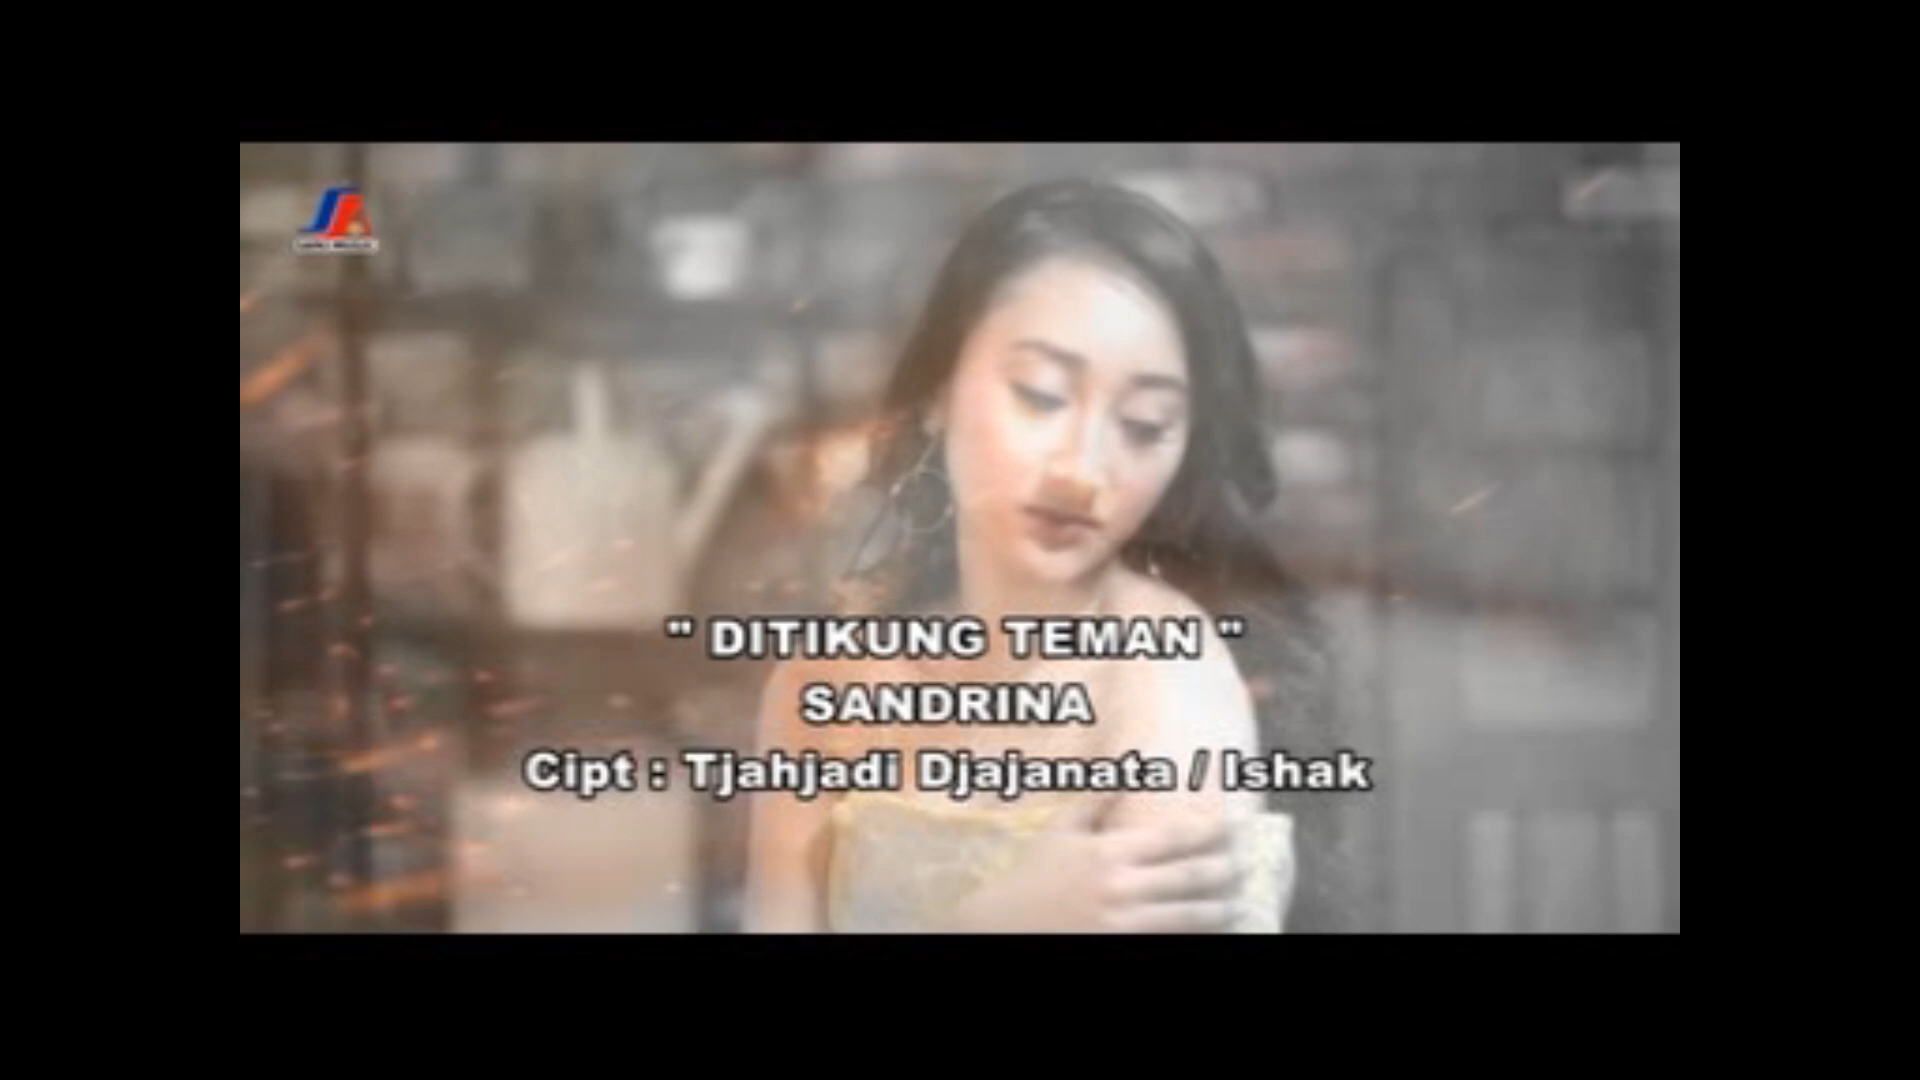 " DITIKUNG TEMAN "
SANDRINA
Cipt : Tjahjadi Djajanata / Ishak